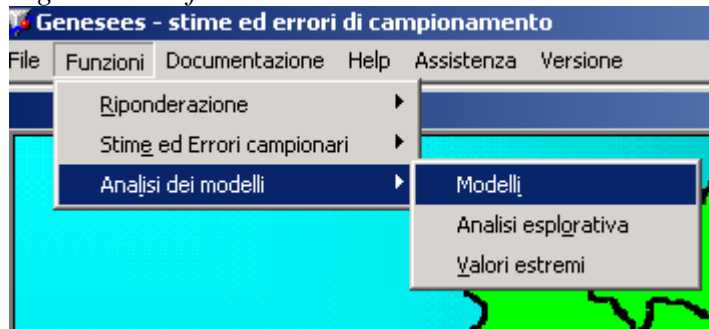 Genesees - stime ed errori di campionamento
File Funzioni Documentazione Help Assistenza Versione
Riponderazione
Stime ed Errori campionari
Analisi dei modelli
Modelli
Analisi esplorativa
Valori estremi